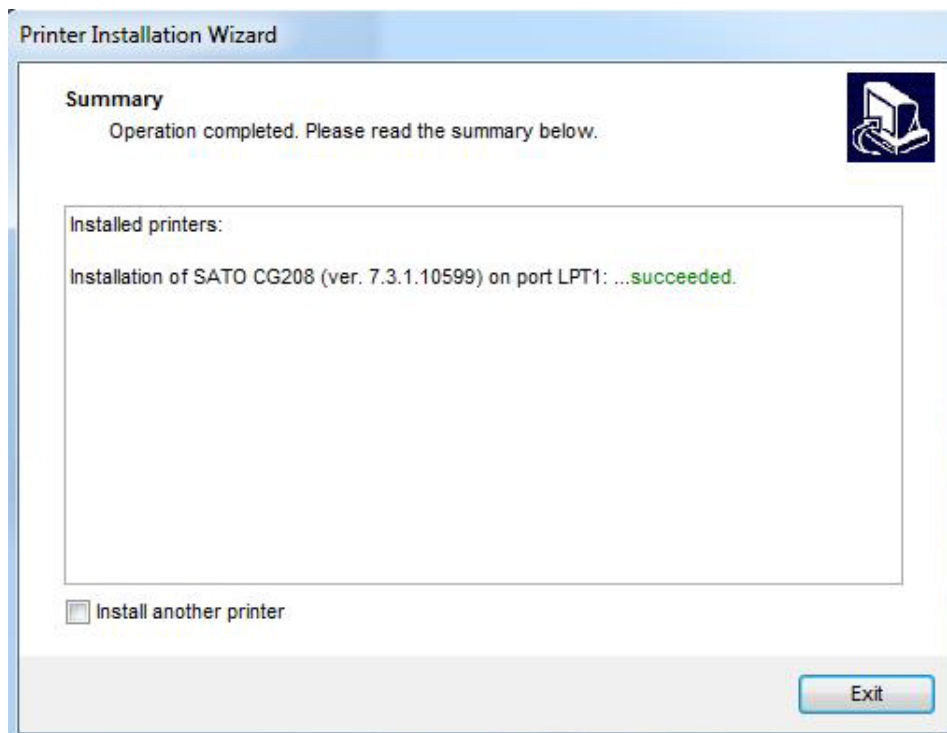 Printer Installation Wizard
Summary
Operation completed. Please read the summary below.
Installed printers:
Installation of SATO CG208 (ver. 7.3.1.10599) on port LPT1: ...succeeded.
Install another printer
Exit